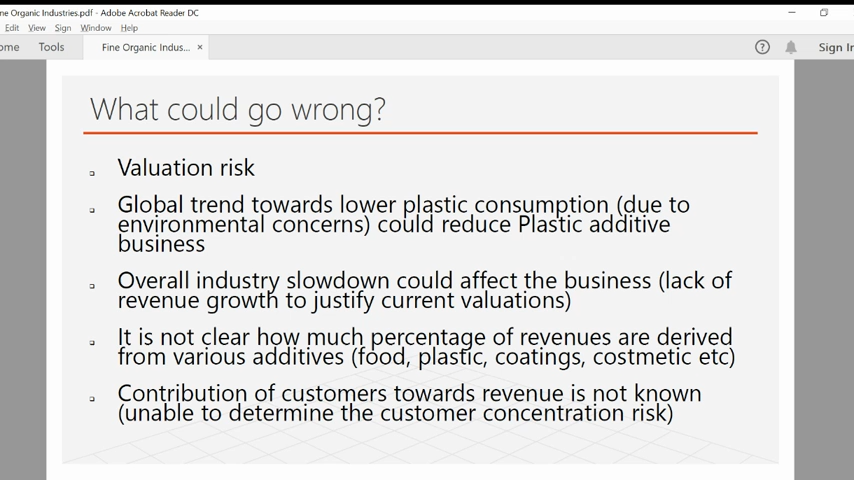 ne Organic Industries.pdf - Adobe Acrobat Reader DC
Edit View Sign Window Help
ome Tools Fine Organic Indus... × ? Sign Ir
What could go wrong?
Valuation risk
Global trend towards lower plastic consumption (due to
environmental concerns) could reduce Plastic additive
business
Overall industry slowdown could affect the business (lack of
revenue growth to justify current valuations)
It is not clear how much percentage of revenues are derived
from various additives (food, plastic, coatings, costmetic etc)
Contribution of customers towards revenue is not known
(unable to determine the customer concentration risk)